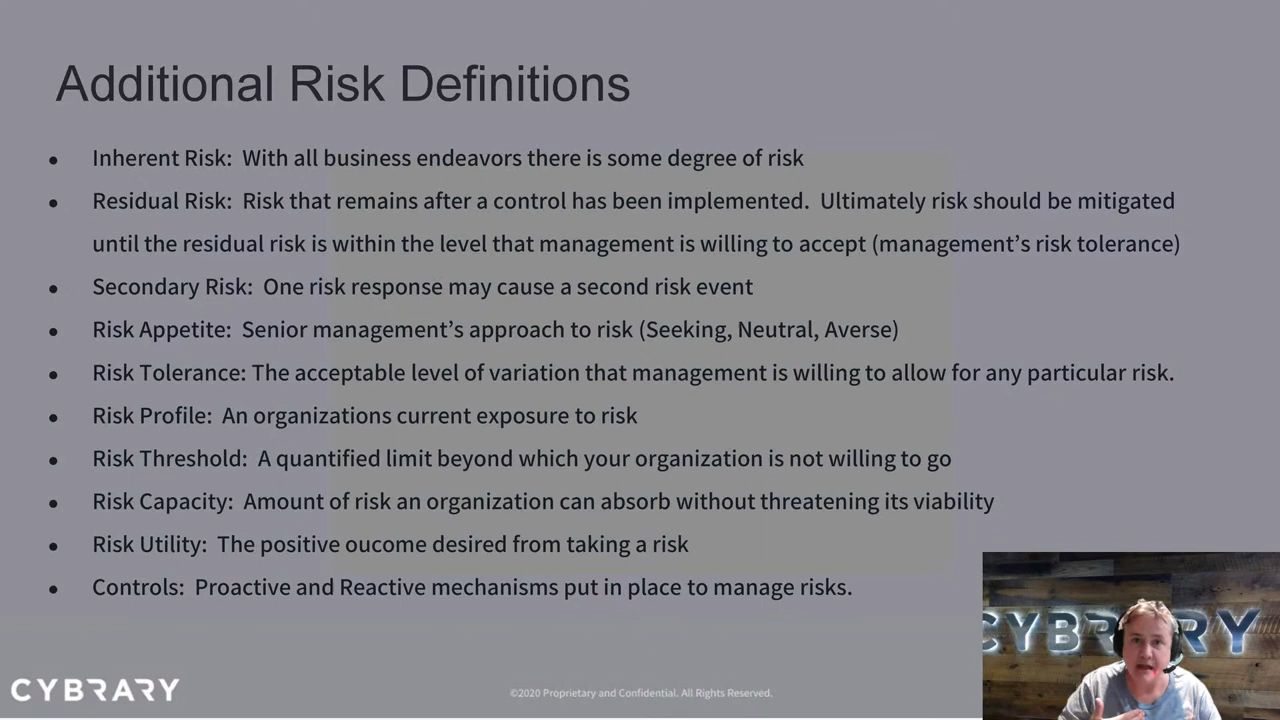 Additional Risk Definitions
• Inherent Risk: With all business endeavors there is some degree of risk
• Residual Risk: Risk that remains after a control has been implemented. Ultimately risk should be mitigated
until the residual risk is within the level that management is willing to accept (management's risk tolerance)
• Secondary Risk: One risk response may cause a second risk event
• Risk Appetite: Senior management's approach to risk (Seeking, Neutral, Averse)
• Risk Tolerance: The acceptable level of variation that management is willing to allow for any particular risk.
• Risk Profile: An organizations current exposure to risk
• Risk Threshold: A quantified limit beyond which your organization is not willing to go
• Risk Capacity: Amount of risk an organization can absorb without threatening its viability
• Risk Utility: The positive oucome desired from taking a risk
• Controls: Proactive and Reactive mechanisms put in place to manage risks.
CYBRARY
CYBRARY
©2020 Proprietary and Confidential. All Rights Reserved.